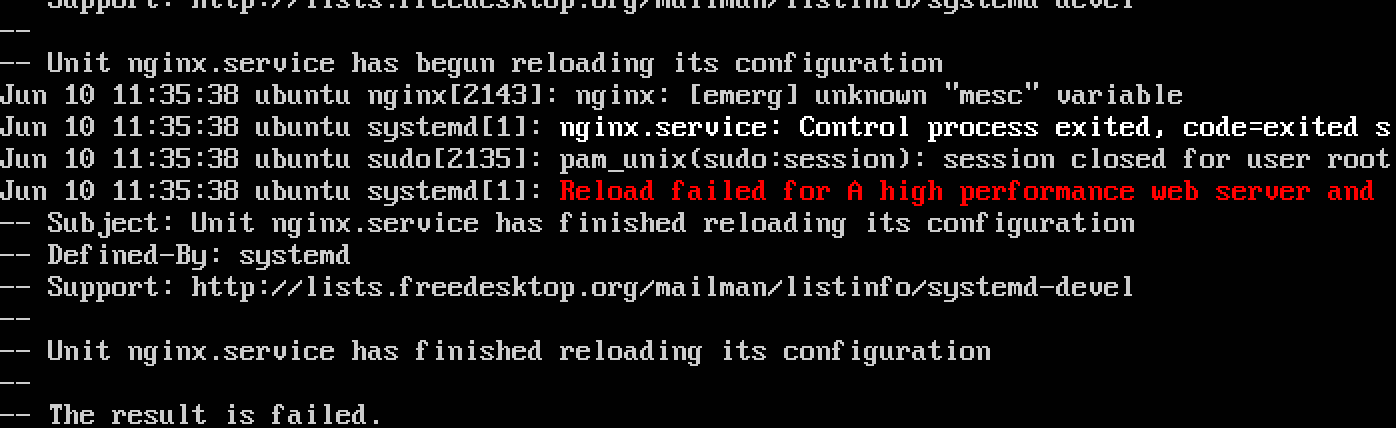 Support: http://lists.freedesktop.org/mailman/listinfo/systemd-devel
--
-- Unit nginx.service has begun reloading its configuration
Jun 10 11:35:38 ubuntu nginx[2143]: nginx: [emerg] unknown "mesc" variable
Jun 10 11:35:38 ubuntu systemd[1]: nginx.service: Control process exited, code=exited s
Jun 10 11:35:38 ubuntu sudo[2135]: pam_unix(sudo:session): session closed for user root
Jun 10 11:35:38 ubuntu systemd[1]: Reload failed for A high performance web server and
-- Subject: Unit nginx.service has finished reloading its configuration
-- Defined-By: systemd
-- Support: http://lists.freedesktop.org/mailman/listinfo/systemd-devel
--
-- Unit nginx.service has finished reloading its configuration
--
-- The result is failed.